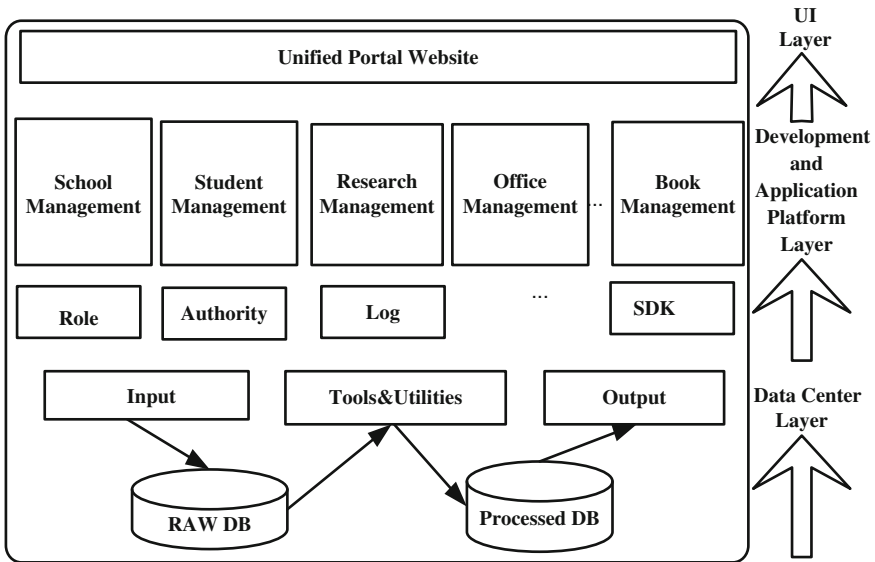 UI
Layer
Unified Portal Website
Development
and
Application
Platform
Layer
School
Management
Student
Management
Research
Management
Office
Management
...
Book
Management
Role
Authority
Log
...
SDK
Input
Tools&Utilities
Output
Data Center
Layer
RAW DB
Processed DB